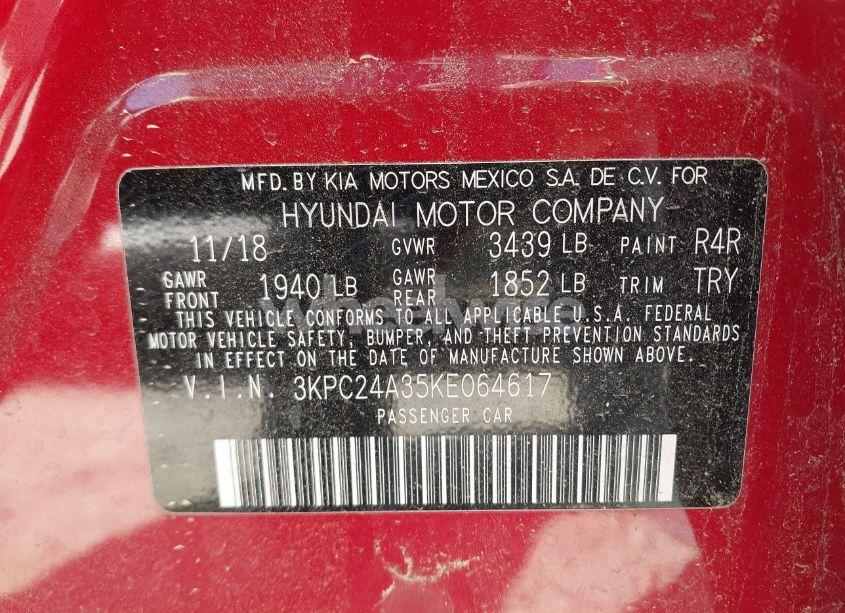 MFD. BY KIA MOTORS MEXICO S.A. DE C.V. FOR
HYUNDAI MOTOR COMPANY
11/18 GVWR 3439 LB PAINT R4R
GAWR FRONT 1940 LB GAWR REAR 1852 LB TRIM TRY
THIS VEHICLE CONFORMS TO ALL APPLICABLE U.S.A. FEDERAL
MOTOR VEHICLE SAFETY, BUMPER, AND THEFT PREVENTION STANDARDS
IN EFFECT ON THE DATE OF MANUFACTURE SHOWN ABOVE.
V.I.N. 3KPC24A35KE064617
PASSENGER CAR